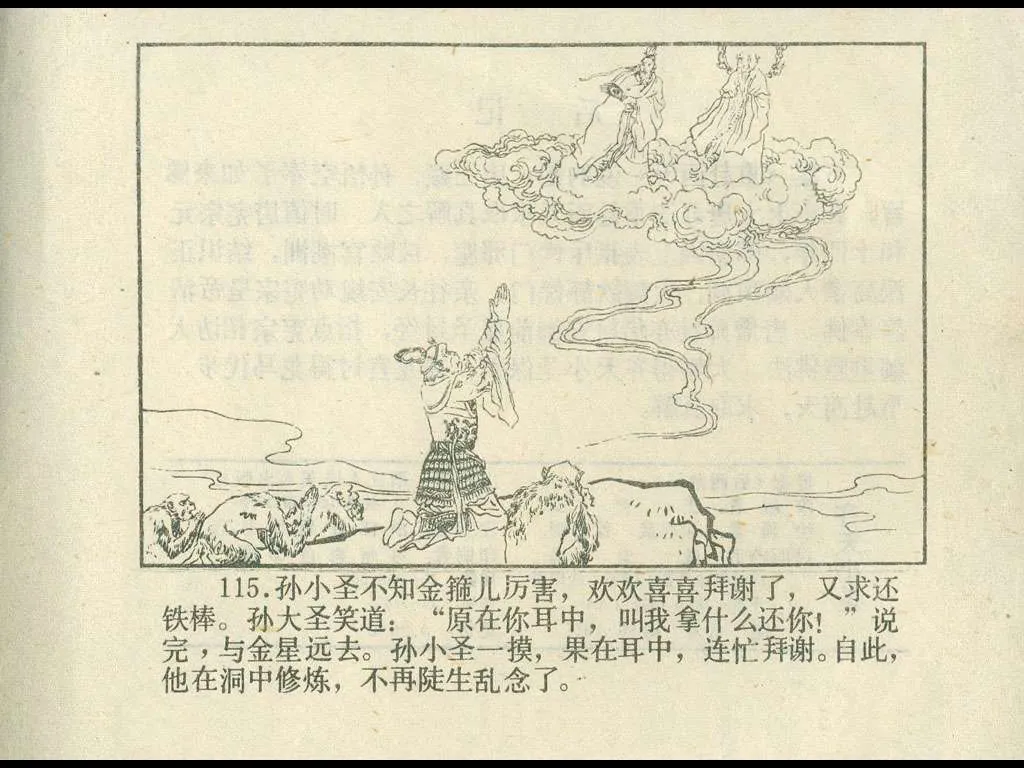 115.孙小圣不知金箍儿厉害，欢欢喜喜拜谢了，又求还
铁棒。孙大圣笑道：“原在你耳中，叫我拿什么还你！”说
完，与金星远去。孙小圣一摸，果在耳中，连忙拜谢。自此，
他在洞中修炼，不再陡生乱念了。